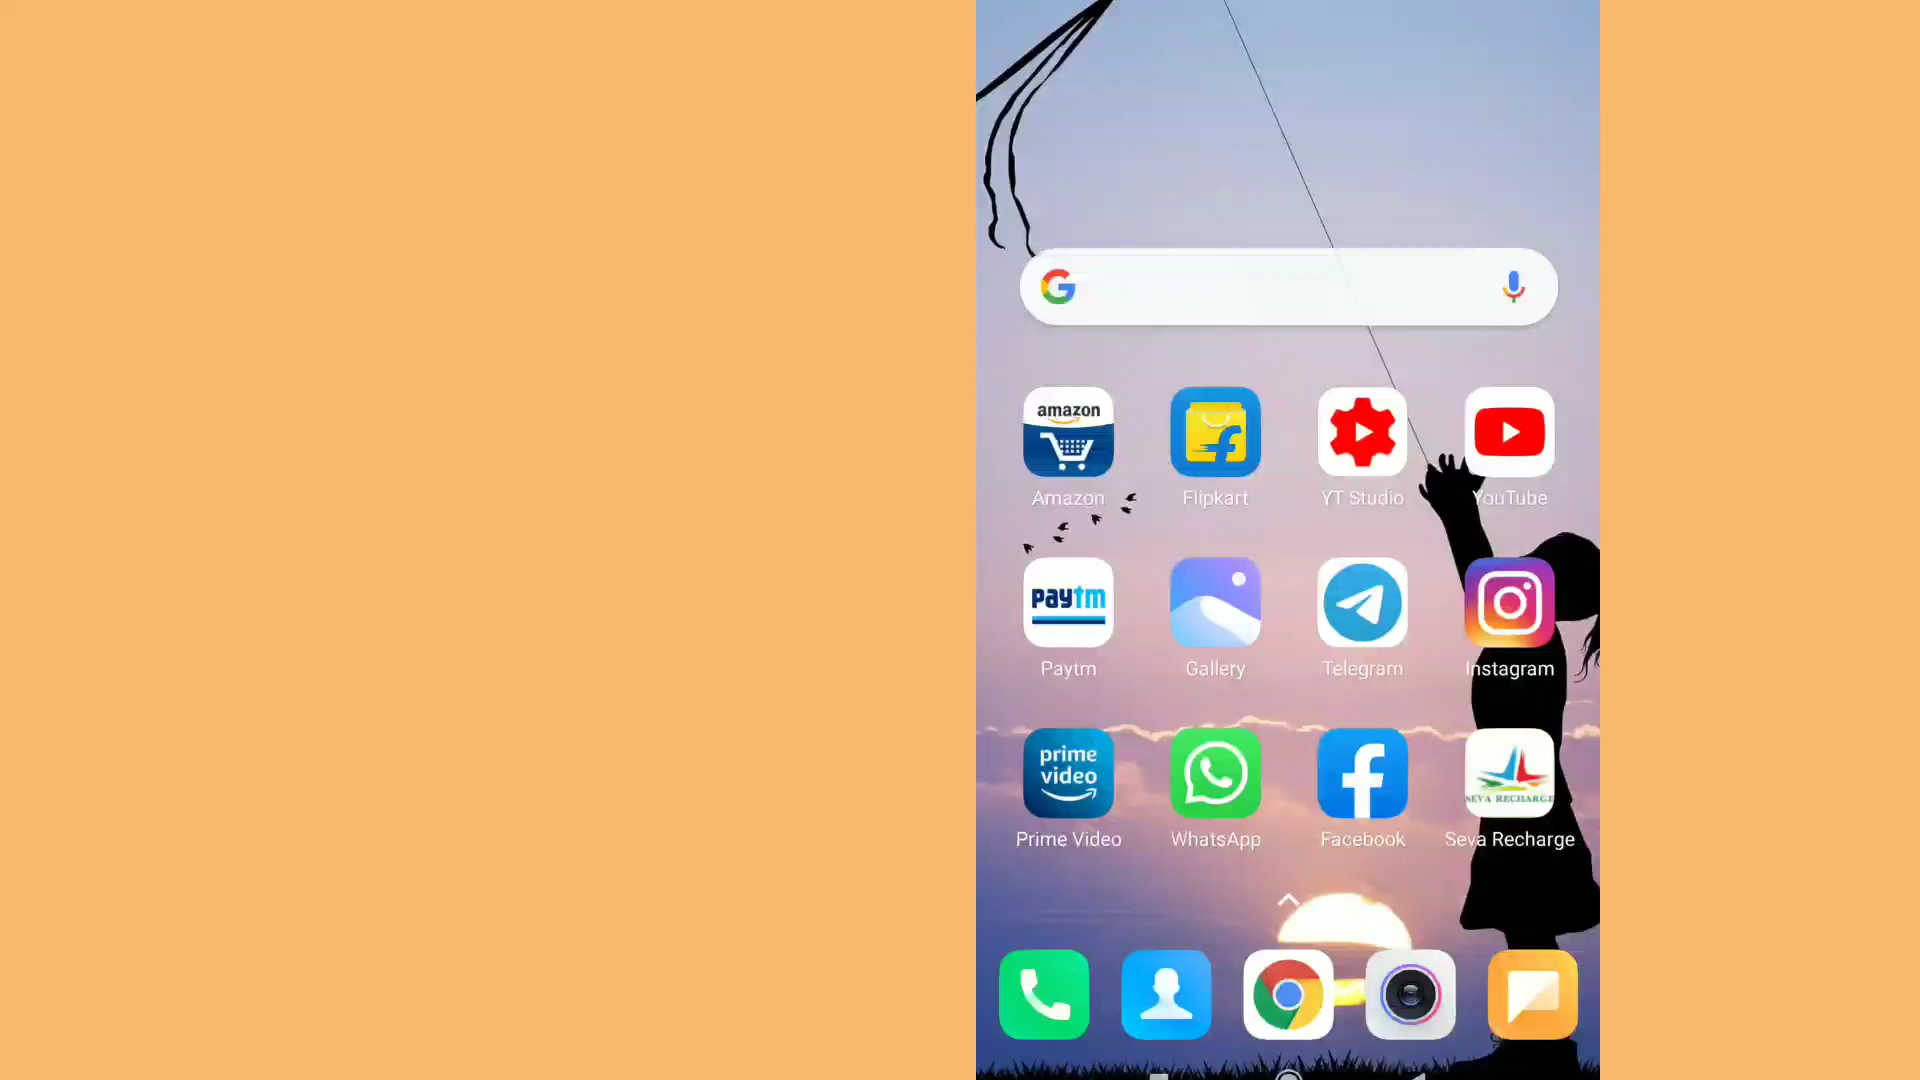 amazon
Amazon
Flipkart
YT Studio
YouTube
paytm
Paytm
Gallery
Telegram
Instagram
prime
video
SEVA RECHARGE
Prime Video
WhatsApp
Facebook
Seva Recharge